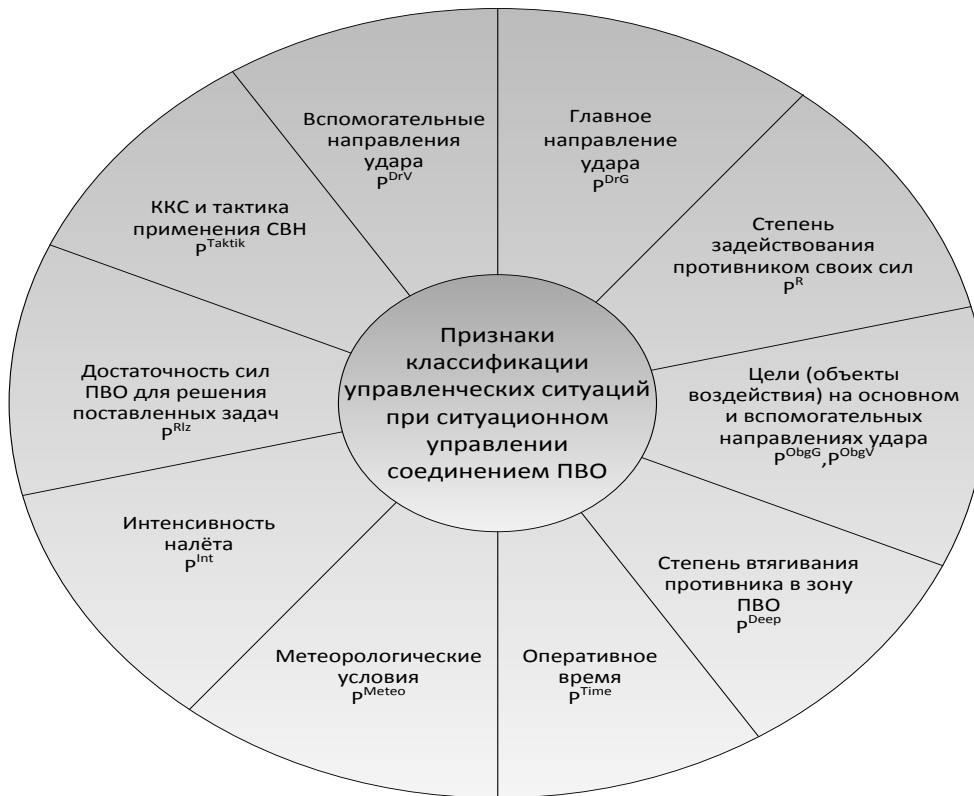 Вспомогательные
направления
удара
P^DrV
Главное
направление
удара
P^DrG
ККС и тактика
применения СВН
P^Taktik
Степень
задействования
противником своих сил
P^R
Признаки
классификации
управленческих ситуаций
при ситуационном
управлении
соединением ПВО
Достаточность сил
ПВО для решения
поставленных задач
P^RIz
Цели (объекты
воздействия) на основном
и вспомогательных
направлениях удара
P^ObgG,P^ObgV
Интенсивность
налёта
P^Int
Степень втягивания
противника в зону
ПВО
P^Deep
Метеорологические
условия
P^Meteo
Оперативное
время
P^Time